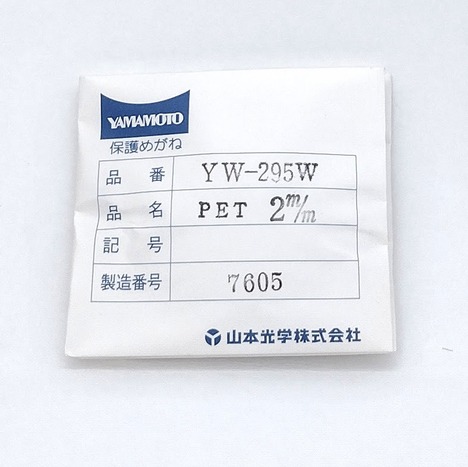 YAMAMOTO
保護めがね
品番 YW-295W
品名 PET 2m/m
記号
製造番号 7605
山本光学株式会社